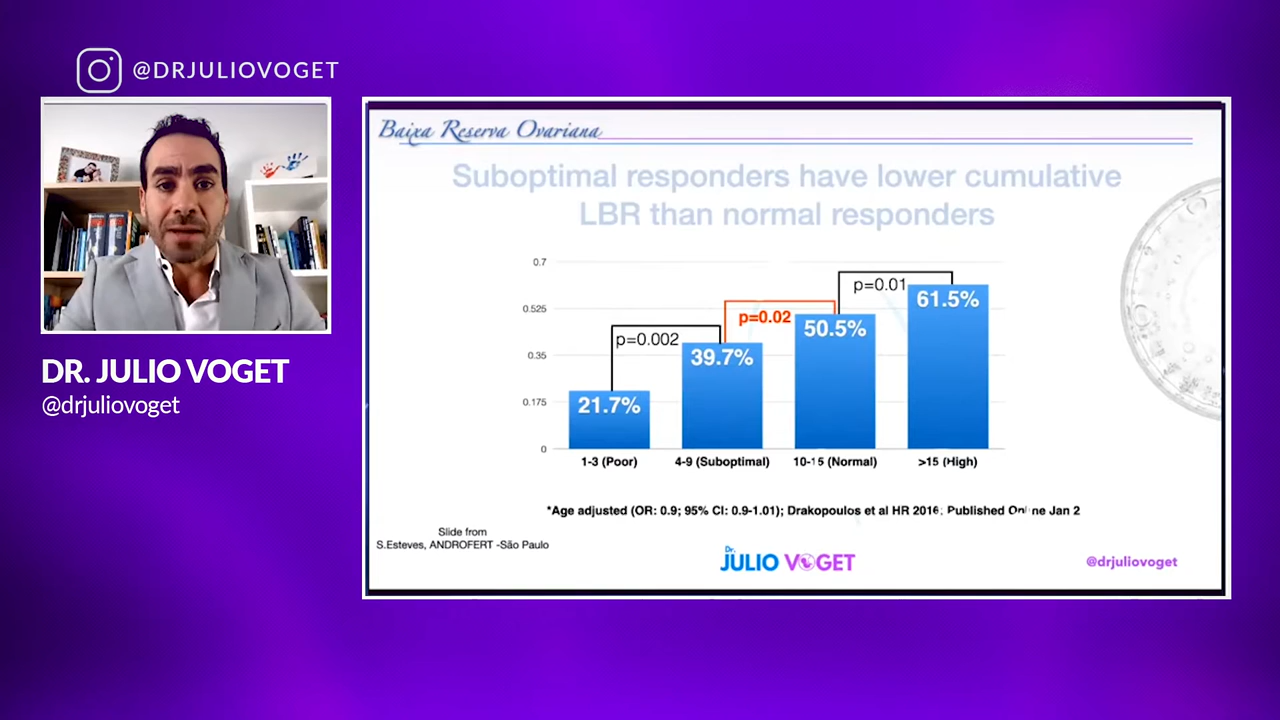 @DRJULIOVOGET
DR. JULIO VOGET
@drjuliovoget
Baixa Reserva Ovariana
Suboptimal responders have lower cumulative
LBR than normal responders
0.7
0.525
0.35
0.175
0
p=0.002
p=0.02
p=0.01
21.7%
39.7%
50.5%
61.5%
1-3 (Poor)
4-9 (Suboptimal)
10-15 (Normal)
>15 (High)
*Age adjusted (OR: 0.9; 95% CI: 0.9-1.01); Drakopoulos et al HR 2016; Published Online Jan 2
Slide from
S.Esteves, ANDROFERT -São Paulo
Dr.
JULIO VOGET
@drjuliovoget